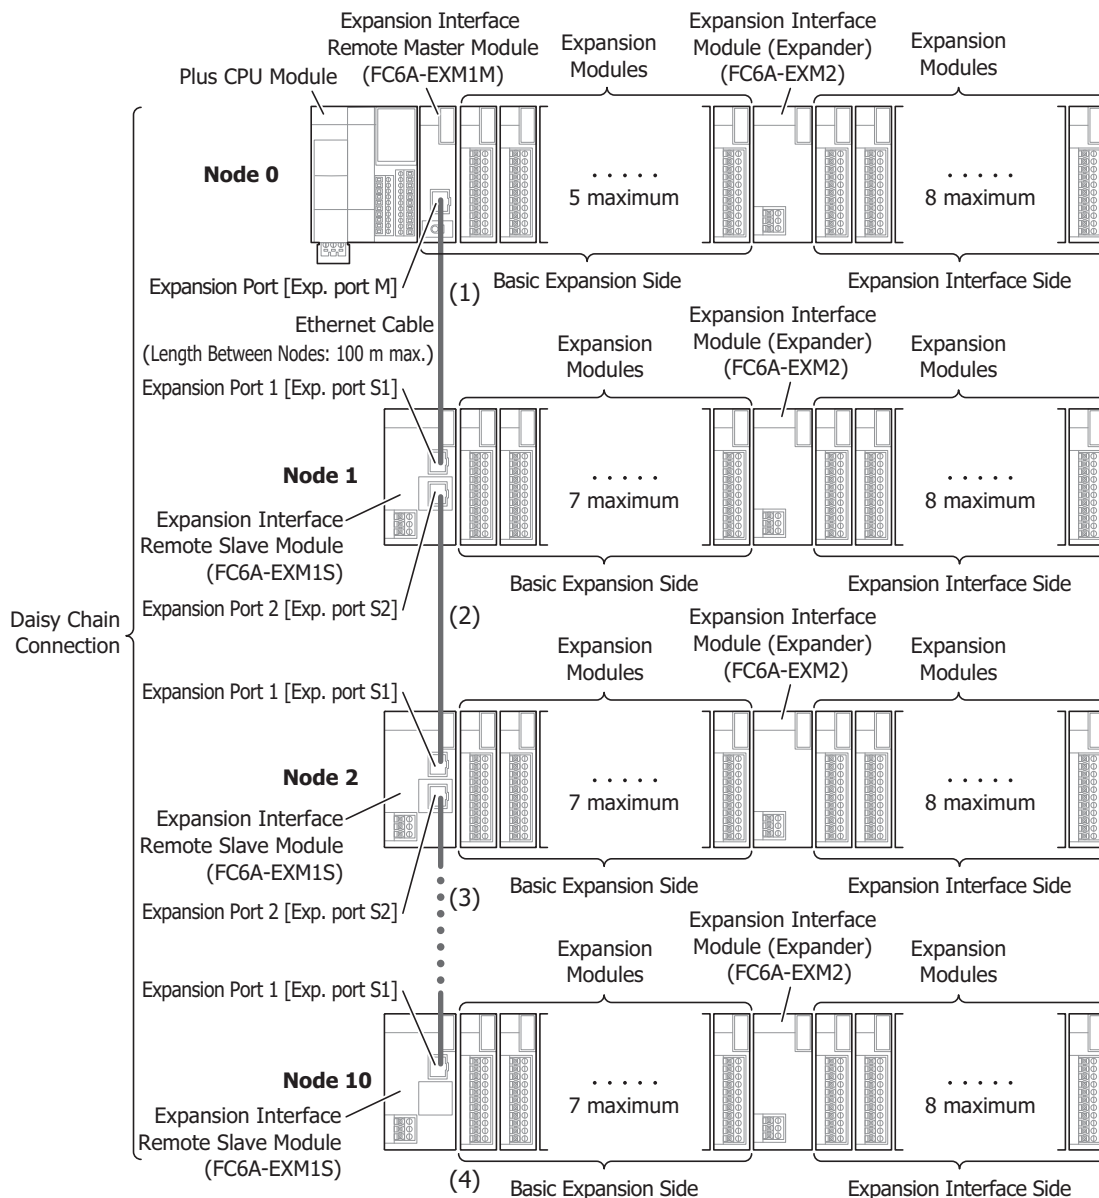 Expansion Interface
Remote Master Module
(FC6A-EXM1M)
Expansion
Modules
Expansion Interface
Module (Expander)
(FC6A-EXM2)
Expansion
Modules
Plus CPU Module
Node 0
5 maximum
8 maximum
Expansion Port [Exp. port M]
(1)
Basic Expansion Side
Expansion Interface Side
Ethernet Cable
(Length Between Nodes: 100 m max.)
Expansion Port 1 [Exp. port S1]
Expansion
Modules
Expansion Interface
Module (Expander)
(FC6A-EXM2)
Expansion
Modules
Node 1
7 maximum
8 maximum
Expansion Interface
Remote Slave Module
(FC6A-EXM1S)
Basic Expansion Side
Expansion Interface Side
Expansion Port 2 [Exp. port S2]
(2)
Daisy Chain
Connection
Expansion Port 1 [Exp. port S1]
Expansion
Modules
Expansion Interface
Module (Expander)
(FC6A-EXM2)
Expansion
Modules
Node 2
7 maximum
8 maximum
Expansion Interface
Remote Slave Module
(FC6A-EXM1S)
Basic Expansion Side
Expansion Interface Side
Expansion Port 2 [Exp. port S2]
(3)
Expansion Port 1 [Exp. port S1]
Expansion
Modules
Expansion Interface
Module (Expander)
(FC6A-EXM2)
Expansion
Modules
Node 10
7 maximum
8 maximum
Expansion Interface
Remote Slave Module
(FC6A-EXM1S)
(4)
Basic Expansion Side
Expansion Interface Side